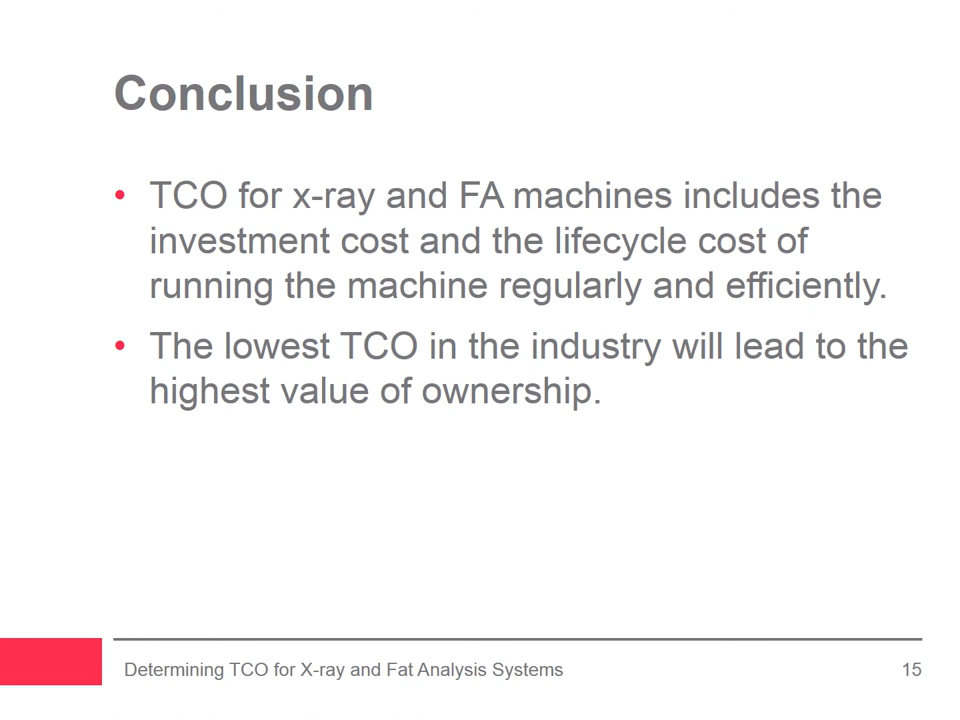 Conclusion
• TCO for x-ray and FA machines includes the
investment cost and the lifecycle cost of
running the machine regularly and efficiently.
• The lowest TCO in the industry will lead to the
highest value of ownership.
Determining TCO for X-ray and Fat Analysis Systems 15